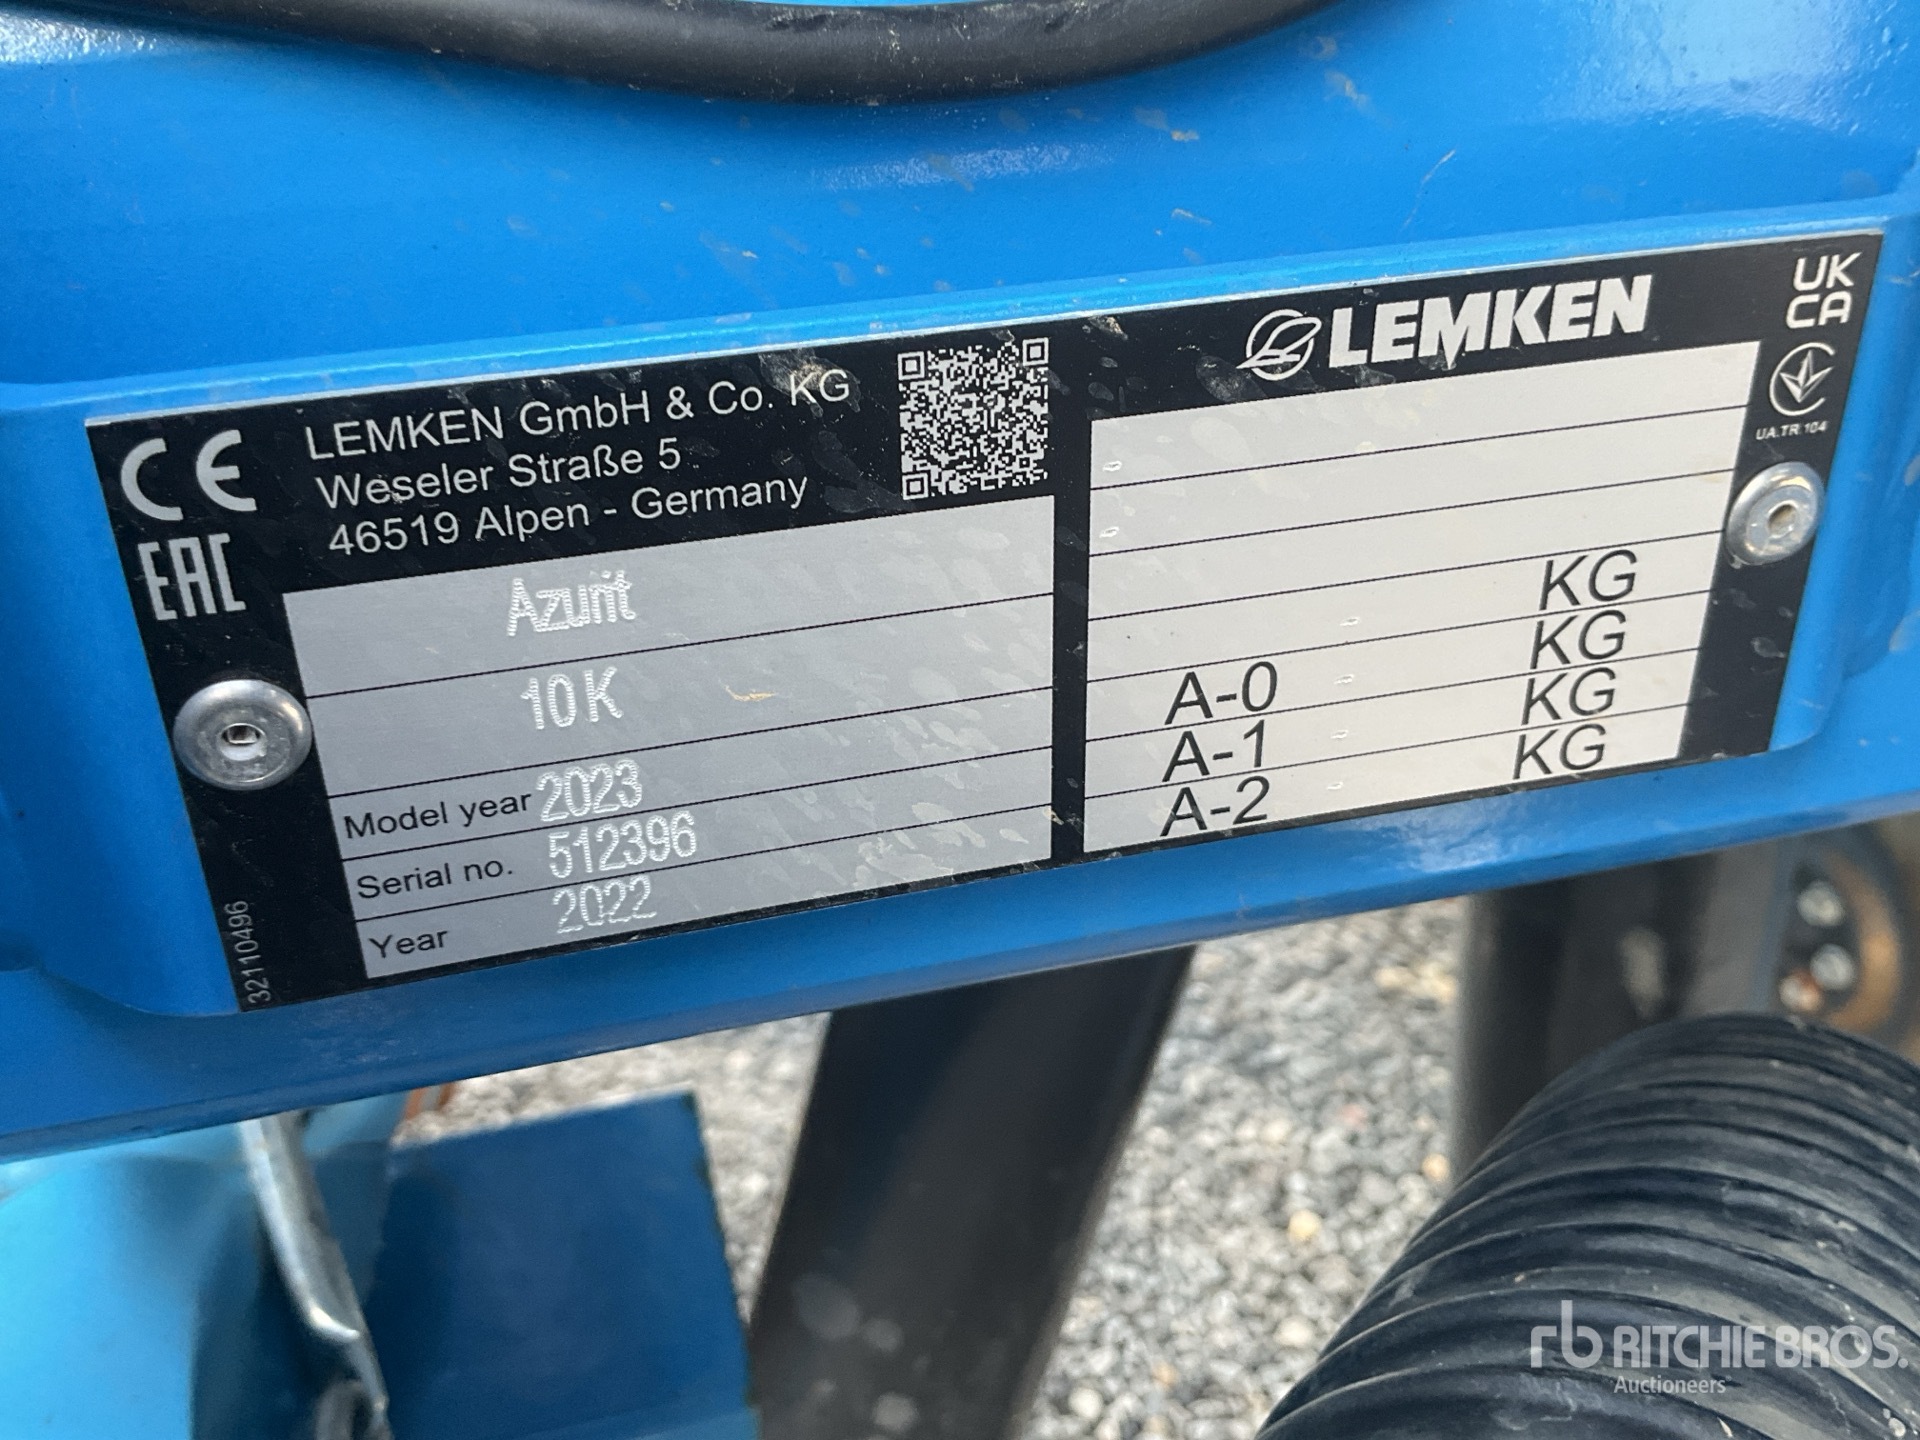 CE
EAC
LEMKEN GmbH & Co. KG
Weseler Straße 5
46519 Alpen - Germany
Azurit
10K
Model year 2023
Serial no. 512396
Year 2022
32110496
LEMKEN
UK
CA
UA.TR.104
KG
A-0 KG
A-1 KG
A-2 KG
rb RITCHIE BROS.
Auctioneers